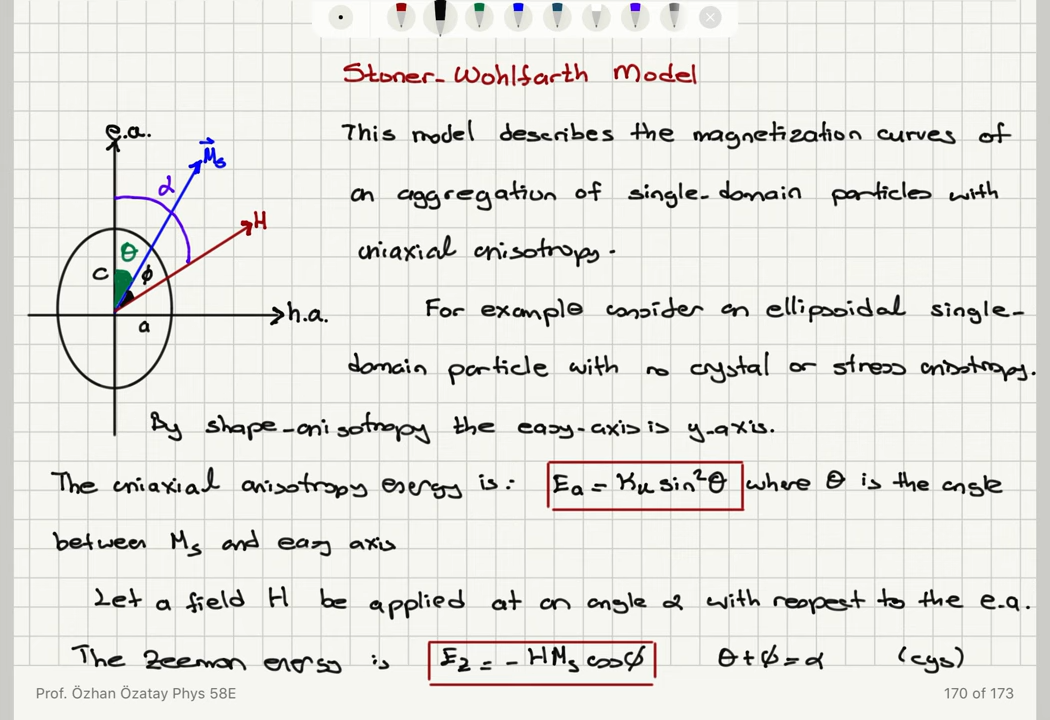 Stoner-Wohlfarth Model
e.a.
M⃗s
α
H
θ
c
ϕ
h.a.
a
This model describes the magnetization curves of
an aggregation of single-domain particles with
uniaxial anisotropy.
For example consider an ellipsoidal single-
domain particle with no crystal or stress anisotropy.
By shape-anisotropy the easy-axis is y-axis.
The uniaxial anisotropy energy is: Ea = Ku sin²θ where θ is the angle
between Ms and easy axis
Let a field H be applied at an angle α with respect to the e.a.
The Zeeman energy is Ez = - HMs cosϕ θ+ϕ=α (cgs)
Prof. Özhan Özatay Phys 58E
170 of 173